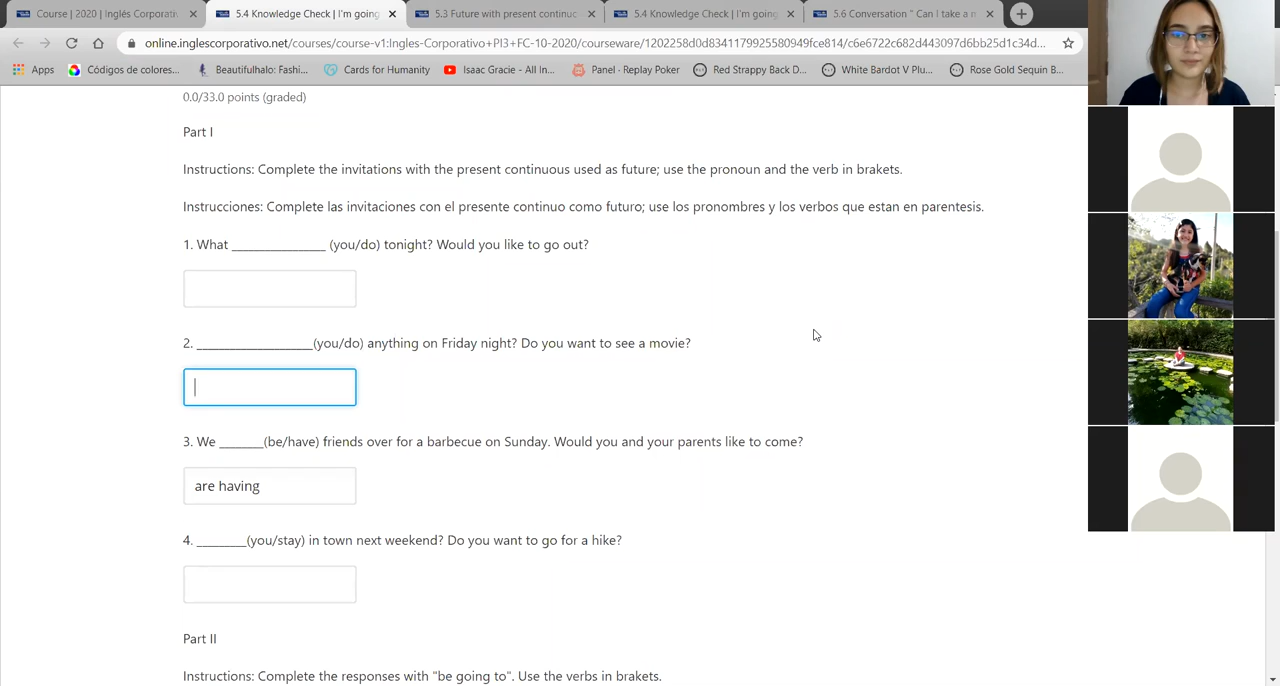 Course | 2020 | Inglés Corporati
5.4 Knowledge Check | I'm going
5.3 Future with present continuo
5.4 Knowledge Check | I'm going
5.6 Conversation " Can I take a m
online.inglescorporativo.net/courses/course-v1:Ingles-Corporativo+PI3+FC-10-2020/courseware/1202258d0d8341179925580949fce814/c6e6722c682d443097d6bb25d1c34d...
Apps
Códigos de colores...
Beautifulhalo: Fashi...
Cards for Humanity
Isaac Gracie - All In...
Panel · Replay Poker
Red Strappy Back D...
White Bardot V Plu...
Rose Gold Sequin B...
0.0/33.0 points (graded)
Part I
Instructions: Complete the invitations with the present continuous used as future; use the pronoun and the verb in brakets.
Instrucciones: Complete las invitaciones con el presente continuo como futuro; use los pronombres y los verbos que estan en parentesis.
1. What ______________ (you/do) tonight? Would you like to go out?
2. _________________(you/do) anything on Friday night? Do you want to see a movie?
3. We ______(be/have) friends over for a barbecue on Sunday. Would you and your parents like to come?
are having
4. _______(you/stay) in town next weekend? Do you want to go for a hike?
Part II
Instructions: Complete the responses with "be going to". Use the verbs in brakets.